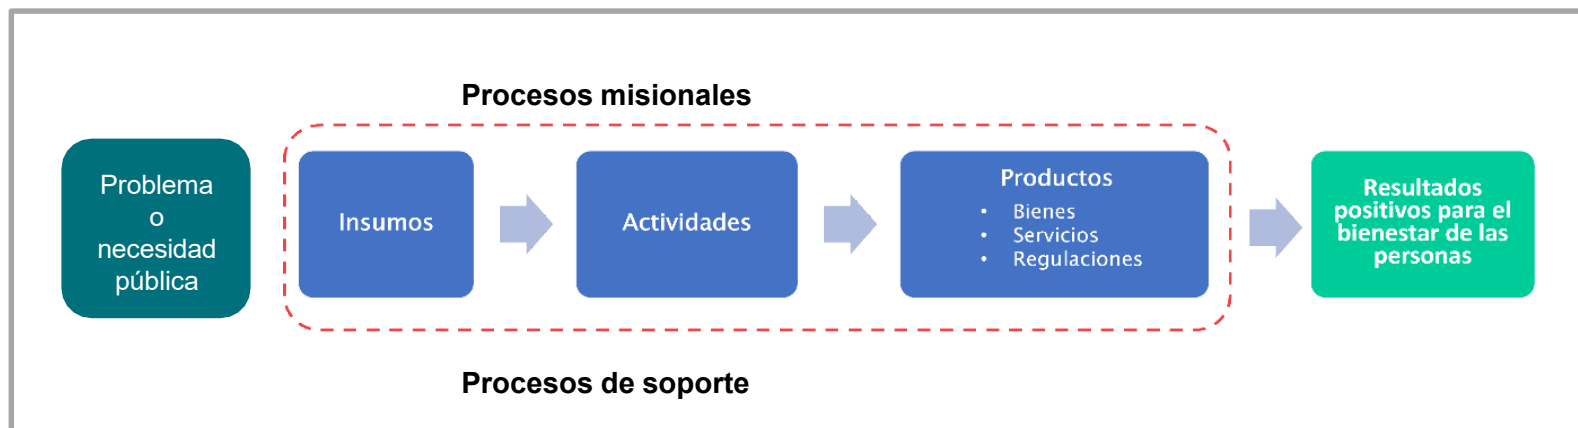 Procesos misionales
Problema
o
necesidad
pública
Insumos
Actividades
Productos
• Bienes
• Servicios
• Regulaciones
Resultados
positivos para el
bienestar de las
personas
Procesos de soporte